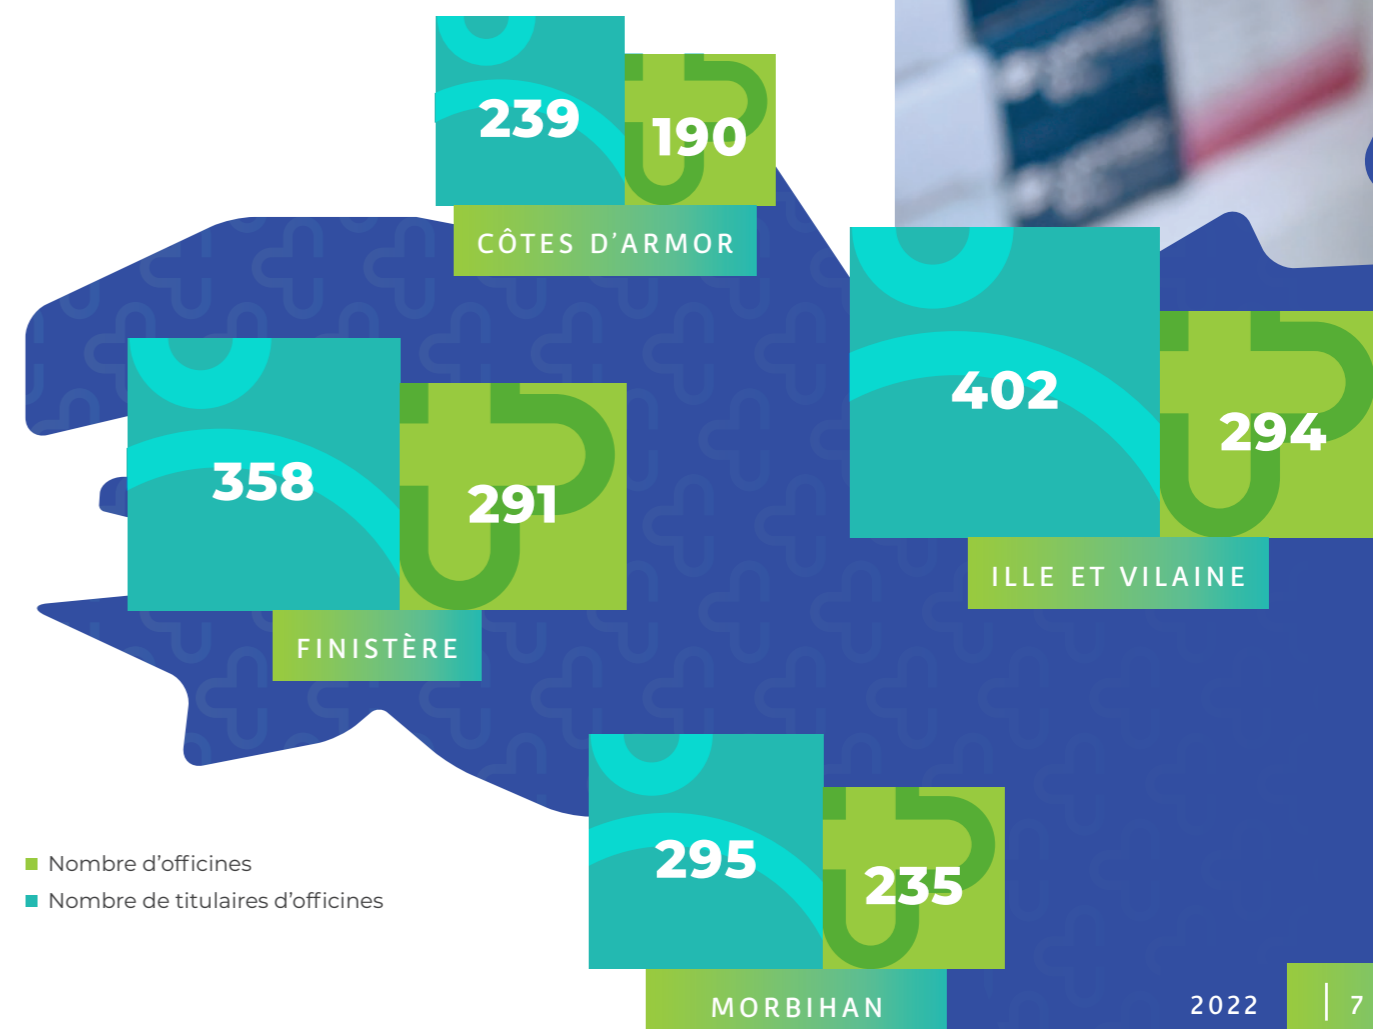 239
190
CÔTES D’ARMOR
402
294
ILLE ET VILAINE
358
291
FINISTÈRE
295
235
MORBIHAN
Nombre d’officines
Nombre de titulaires d’officines
2022
7